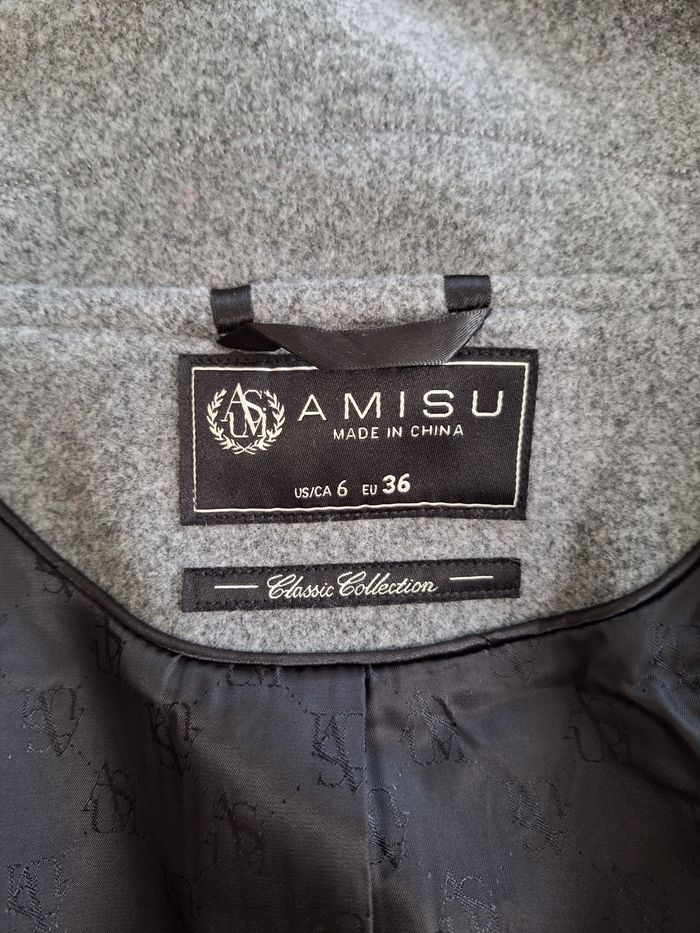 AMISU
MADE IN CHINA
US/CA 6 EU 36
Classic Collection